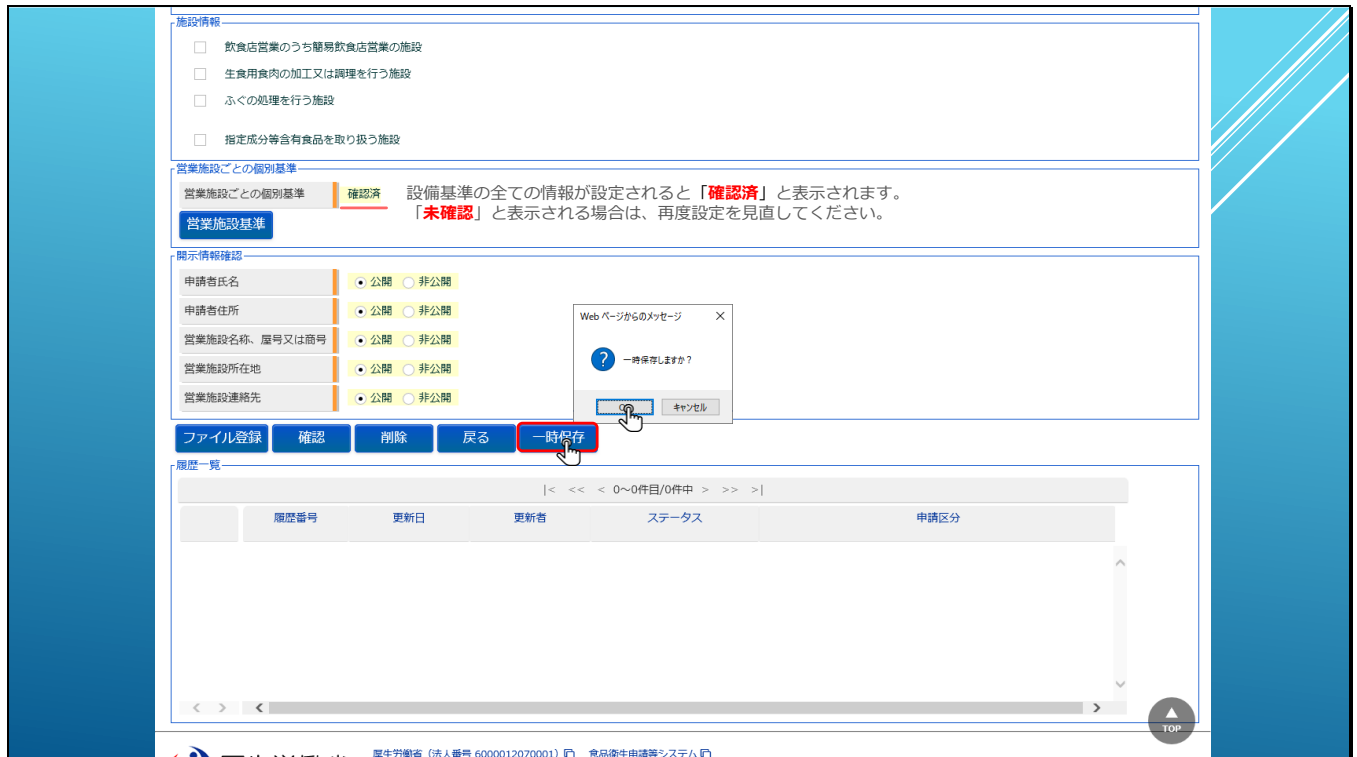 施設情報
飲食店営業のうち簡易飲食店営業の施設
生食用食肉の加工又は調理を行う施設
ふぐの処理を行う施設
指定成分等含有食品を取り扱う施設
営業施設ごとの個別基準
営業施設ごとの個別基準 確認済 設備基準の全ての情報が設定されると「確認済」と表示されます。
「未確認」と表示される場合は、再度設定を見直してください。
営業施設基準
開示情報確認
申請者氏名 公開 非公開
申請者住所 公開 非公開
営業施設名称、屋号又は商号 公開 非公開
営業施設所在地 公開 非公開
営業施設連絡先 公開 非公開
Web ページからのメッセージ
一時保存しますか?
キャンセル
ファイル登録 確認 削除 戻る 一時保存
履歴一覧
|< << < 0～0件目/0件中 > >> >|
履歴番号 更新日 更新者 ステータス 申請区分
TOP
厚生労働省（法人番号 6000012070001） 食品衛生申請等システム